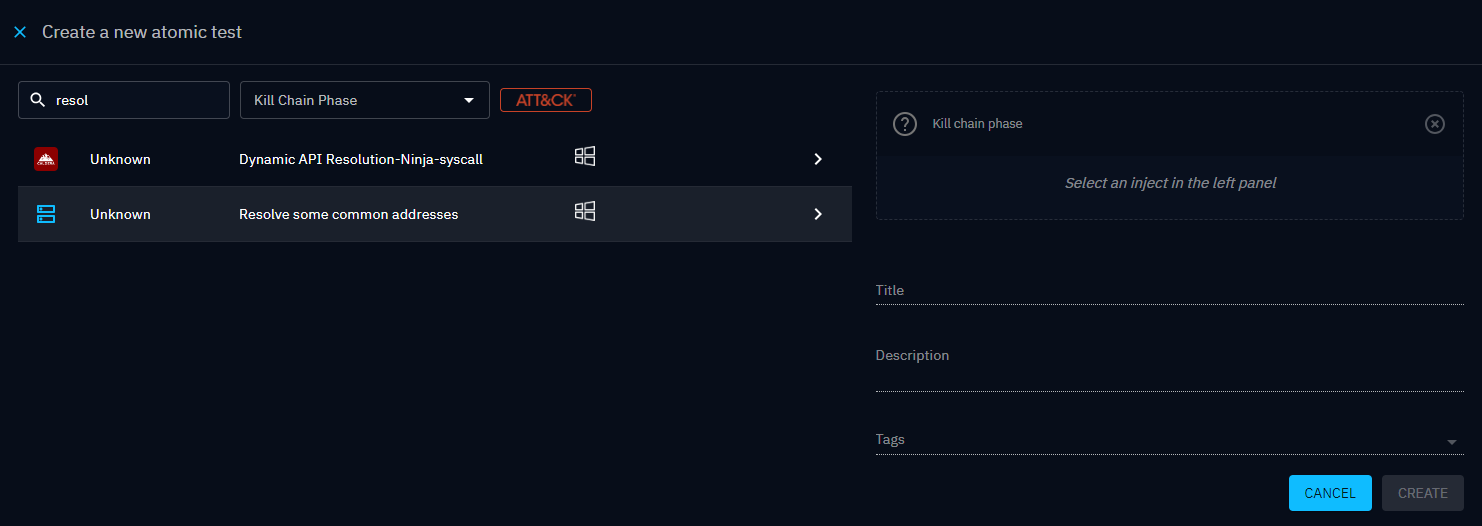 Create a new atomic test
resol
Kill Chain Phase
ATT&CK
Unknown Dynamic API Resolution-Ninja-syscall
Unknown Resolve some common addresses
Kill chain phase
Select an inject in the left panel
Title
Description
Tags
CANCEL CREATE